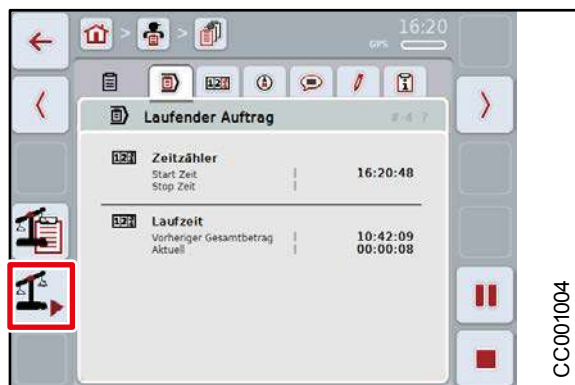 16:20
GPS
Laufender Auftrag
Zeitzähler
Start Zeit 16:20:48
Stop Zeit
Laufzeit
Vorheriger Gesamtbetrag 10:42:09
Aktuell 00:00:08
CC001004